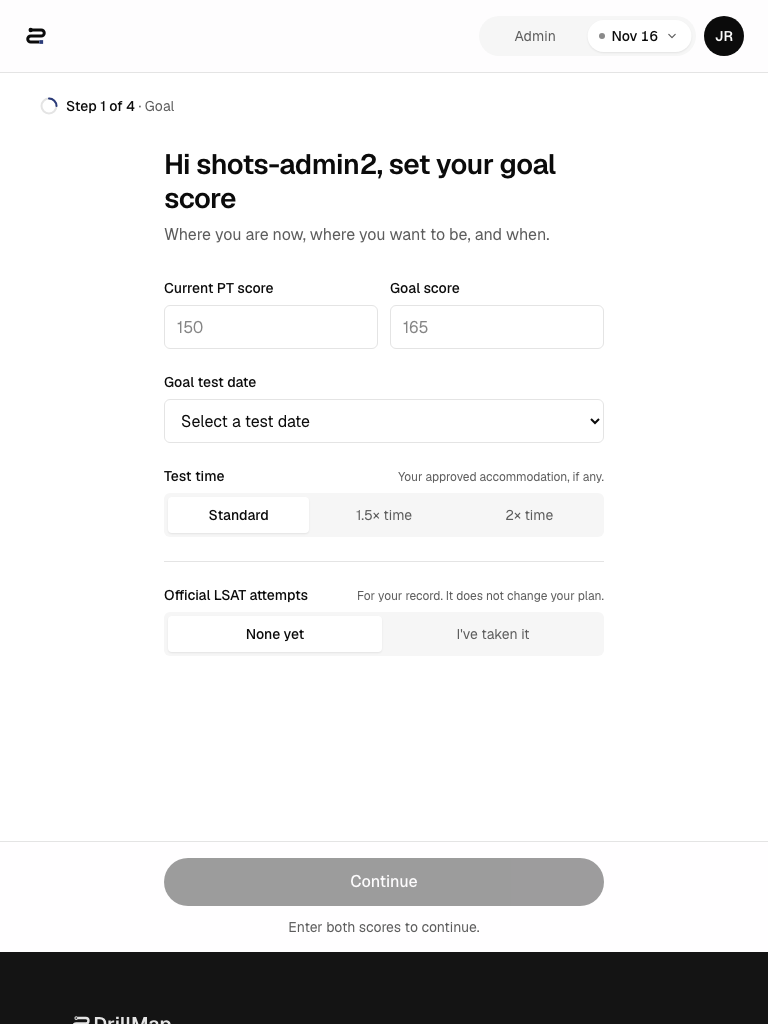 Admin
Nov 16
JR
Step 1 of 4 · Goal
Hi shots-admin2, set your goal
score
Where you are now, where you want to be, and when.
Current PT score
Goal score
150
165
Goal test date
Select a test date
Test time
Your approved accommodation, if any.
Standard
1.5× time
2× time
Official LSAT attempts
For your record. It does not change your plan.
None yet
I've taken it
Continue
Enter both scores to continue.
DrillMap